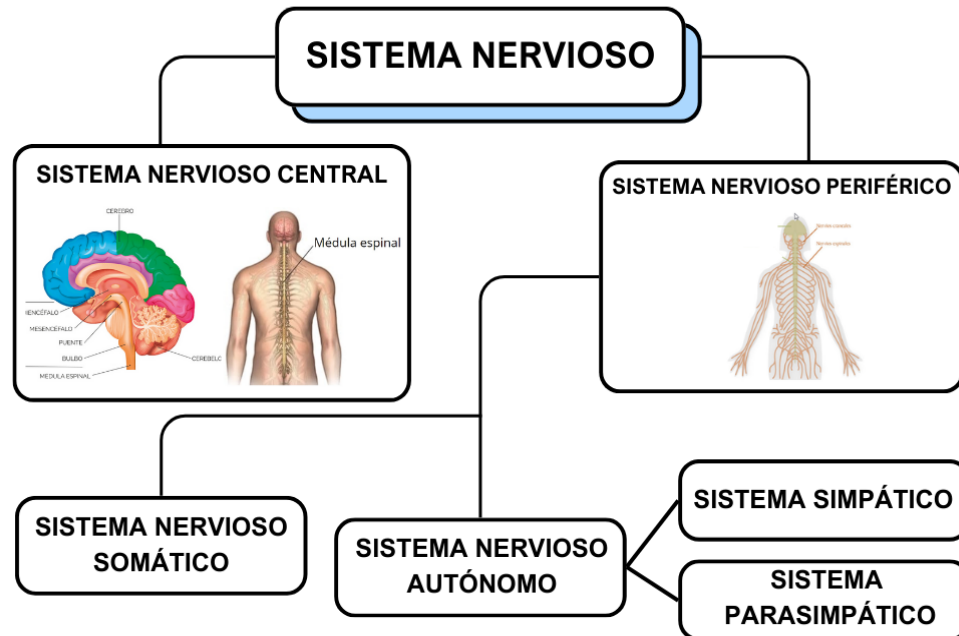 SISTEMA NERVIOSO
SISTEMA NERVIOSO CENTRAL
CEREBRO
MESENCÉFALO
PUENTE
BULBO
MEDULA ESPINAL
CEREBELO
Médula espinal
SISTEMA NERVIOSO PERIFÉRICO
SISTEMA NERVIOSO
SOMÁTICO
SISTEMA NERVIOSO
AUTÓNOMO
SISTEMA SIMPÁTICO
SISTEMA
PARASIMPÁTICO